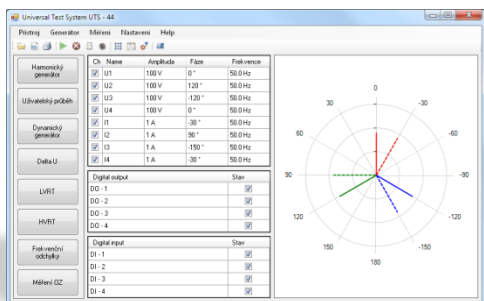 Universal Test System UTS - 44
Přístroj Generátor Měření Nastavení Help
Harmonický generátor
Uživatelský průběh
Dynamický generátor
Delta U
LVRT
HVRT
Frekvenční odchylky
Měření OZ
Ch Name Amplituda Fáze Frekvence
U1 100 V 0 ° 50.0 Hz
U2 100 V 120 ° 50.0 Hz
U3 100 V -120 ° 50.0 Hz
U4 100 V 0 ° 50.0 Hz
I1 1 A -30 ° 50.0 Hz
I2 1 A 90 ° 50.0 Hz
I3 1 A -150 ° 50.0 Hz
I4 1 A -30 ° 50.0 Hz
Digital output Stav
DO - 1
DO - 2
DO - 3
DO - 4
Digital input Stav
DI - 1
DI - 2
DI - 3
DI - 4
0
30 -30
60 -60
90 -90
120 -120
150 -150
180